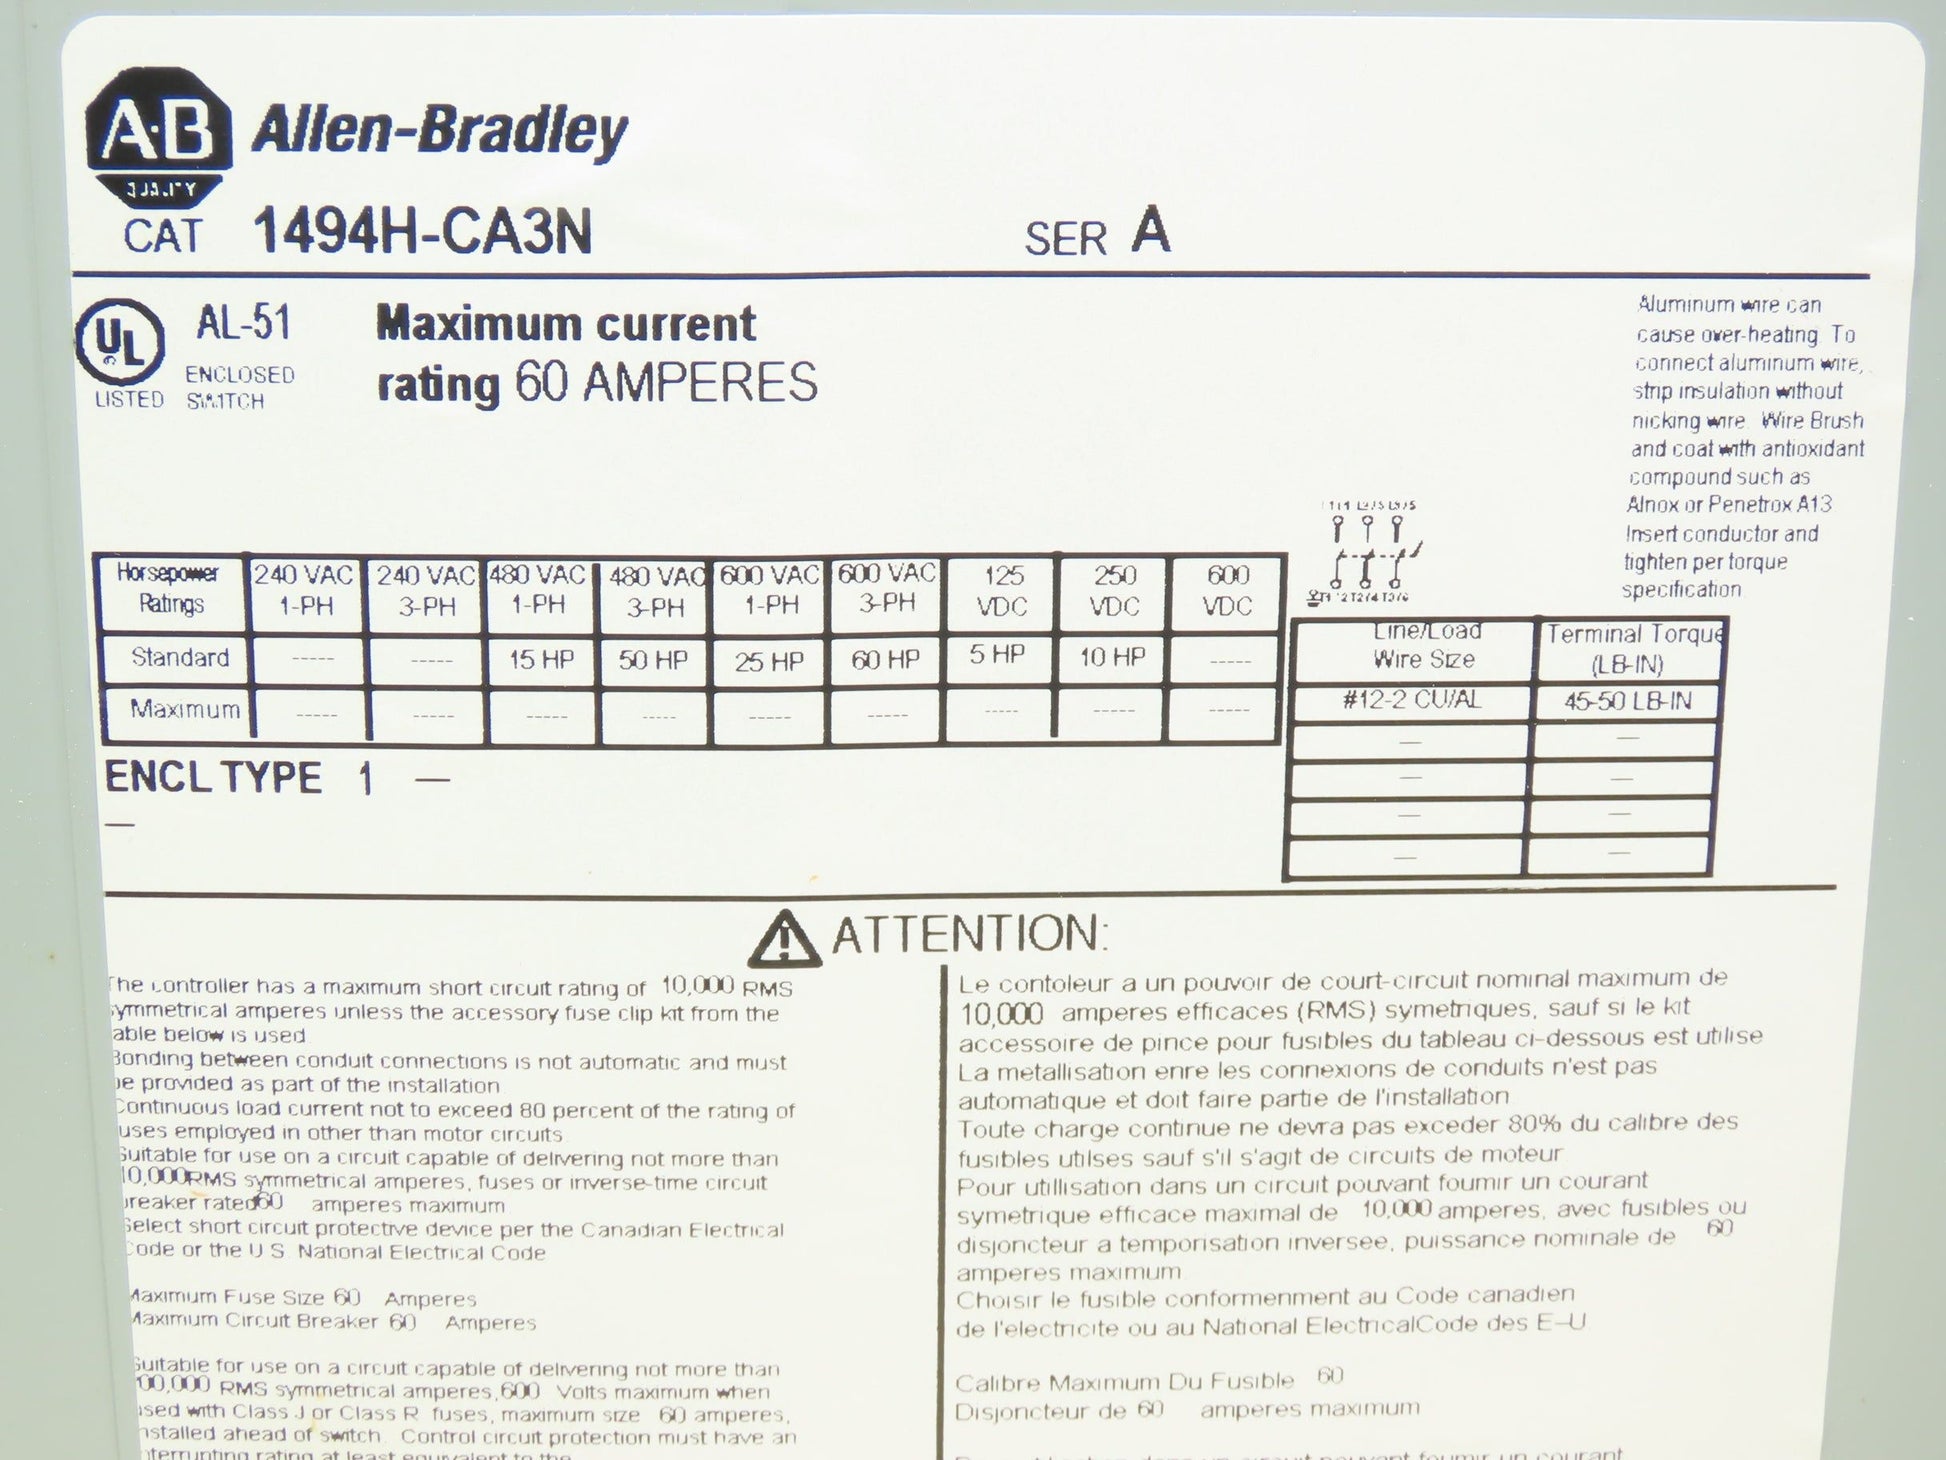 A-B
QUALITY
Allen-Bradley
CAT 1494H-CA3N SER A
UL LISTED
AL-51
ENCLOSED
SWITCH
Maximum current
rating 60 AMPERES
Aluminum wire can
cause over-heating. To
connect aluminum wire,
strip insulation without
nicking wire. Wire Brush
and coat with antioxidant
compound such as
Alnox or Penetrox A13
Insert conductor and
tighten per torque
specification
Horsepower Ratings 240 VAC 1-PH 240 VAC 3-PH 480 VAC 1-PH 480 VAC 3-PH 600 VAC 1-PH 600 VAC 3-PH 125 VDC 250 VDC 600 VDC
Standard ----- ----- 15 HP 50 HP 25 HP 60 HP 5 HP 10 HP -----
Maximum ----- ----- ----- ----- ----- ----- ----- ----- -----
Line/Load Wire Size Terminal Torque (LB-IN)
#12-2 CU/AL 45-50 LB-IN
— —
— —
— —
— —
ENCL TYPE 1 —
—
ATTENTION:
The controller has a maximum short circuit rating of 10,000 RMS
symmetrical amperes unless the accessory fuse clip kit from the
table below is used
Bonding between conduit connections is not automatic and must
be provided as part of the installation
Continuous load current not to exceed 80 percent of the rating of
fuses employed in other than motor circuits
Suitable for use on a circuit capable of delivering not more than
10,000RMS symmetrical amperes, fuses or inverse-time circuit
breaker rated60 amperes maximum
Select short circuit protective device per the Canadian Electrical
Code or the U S. National Electrical Code
Maximum Fuse Size 60 Amperes
Maximum Circuit Breaker 60 Amperes
Suitable for use on a circuit capable of delivering not more than
00,000 RMS symmetrical amperes,600 Volts maximum when
used with Class J or Class R fuses, maximum size 60 amperes,
installed ahead of switch. Control circuit protection must have an
interrupting rating at least equivalent to the
Le contoleur a un pouvoir de court-circuit nominal maximum de
10,000 amperes efficaces (RMS) symetriques, sauf si le kit
accessoire de pince pour fusibles du tableau ci-dessous est utilise
La metallisation enre les connexions de conduits n'est pas
automatique et doit faire partie de l'installation
Toute charge continue ne devra pas exceder 80% du calibre des
fusibles utilses sauf s'il s'agit de circuits de moteur
Pour utillisation dans un circuit pouvant foumir un courant
symetrique efficace maximal de 10,000 amperes, avec fusibles ou
disjoncteur a temporisation inversee, puissance nominale de 60
amperes maximum
Choisir le fusible conformenment au Code canadien
de l'electricite ou au National ElectricalCode des E-U
Calibre Maximum Du Fusible 60
Disjoncteur de 60 amperes maximum
circuit pouvant foumir un courant